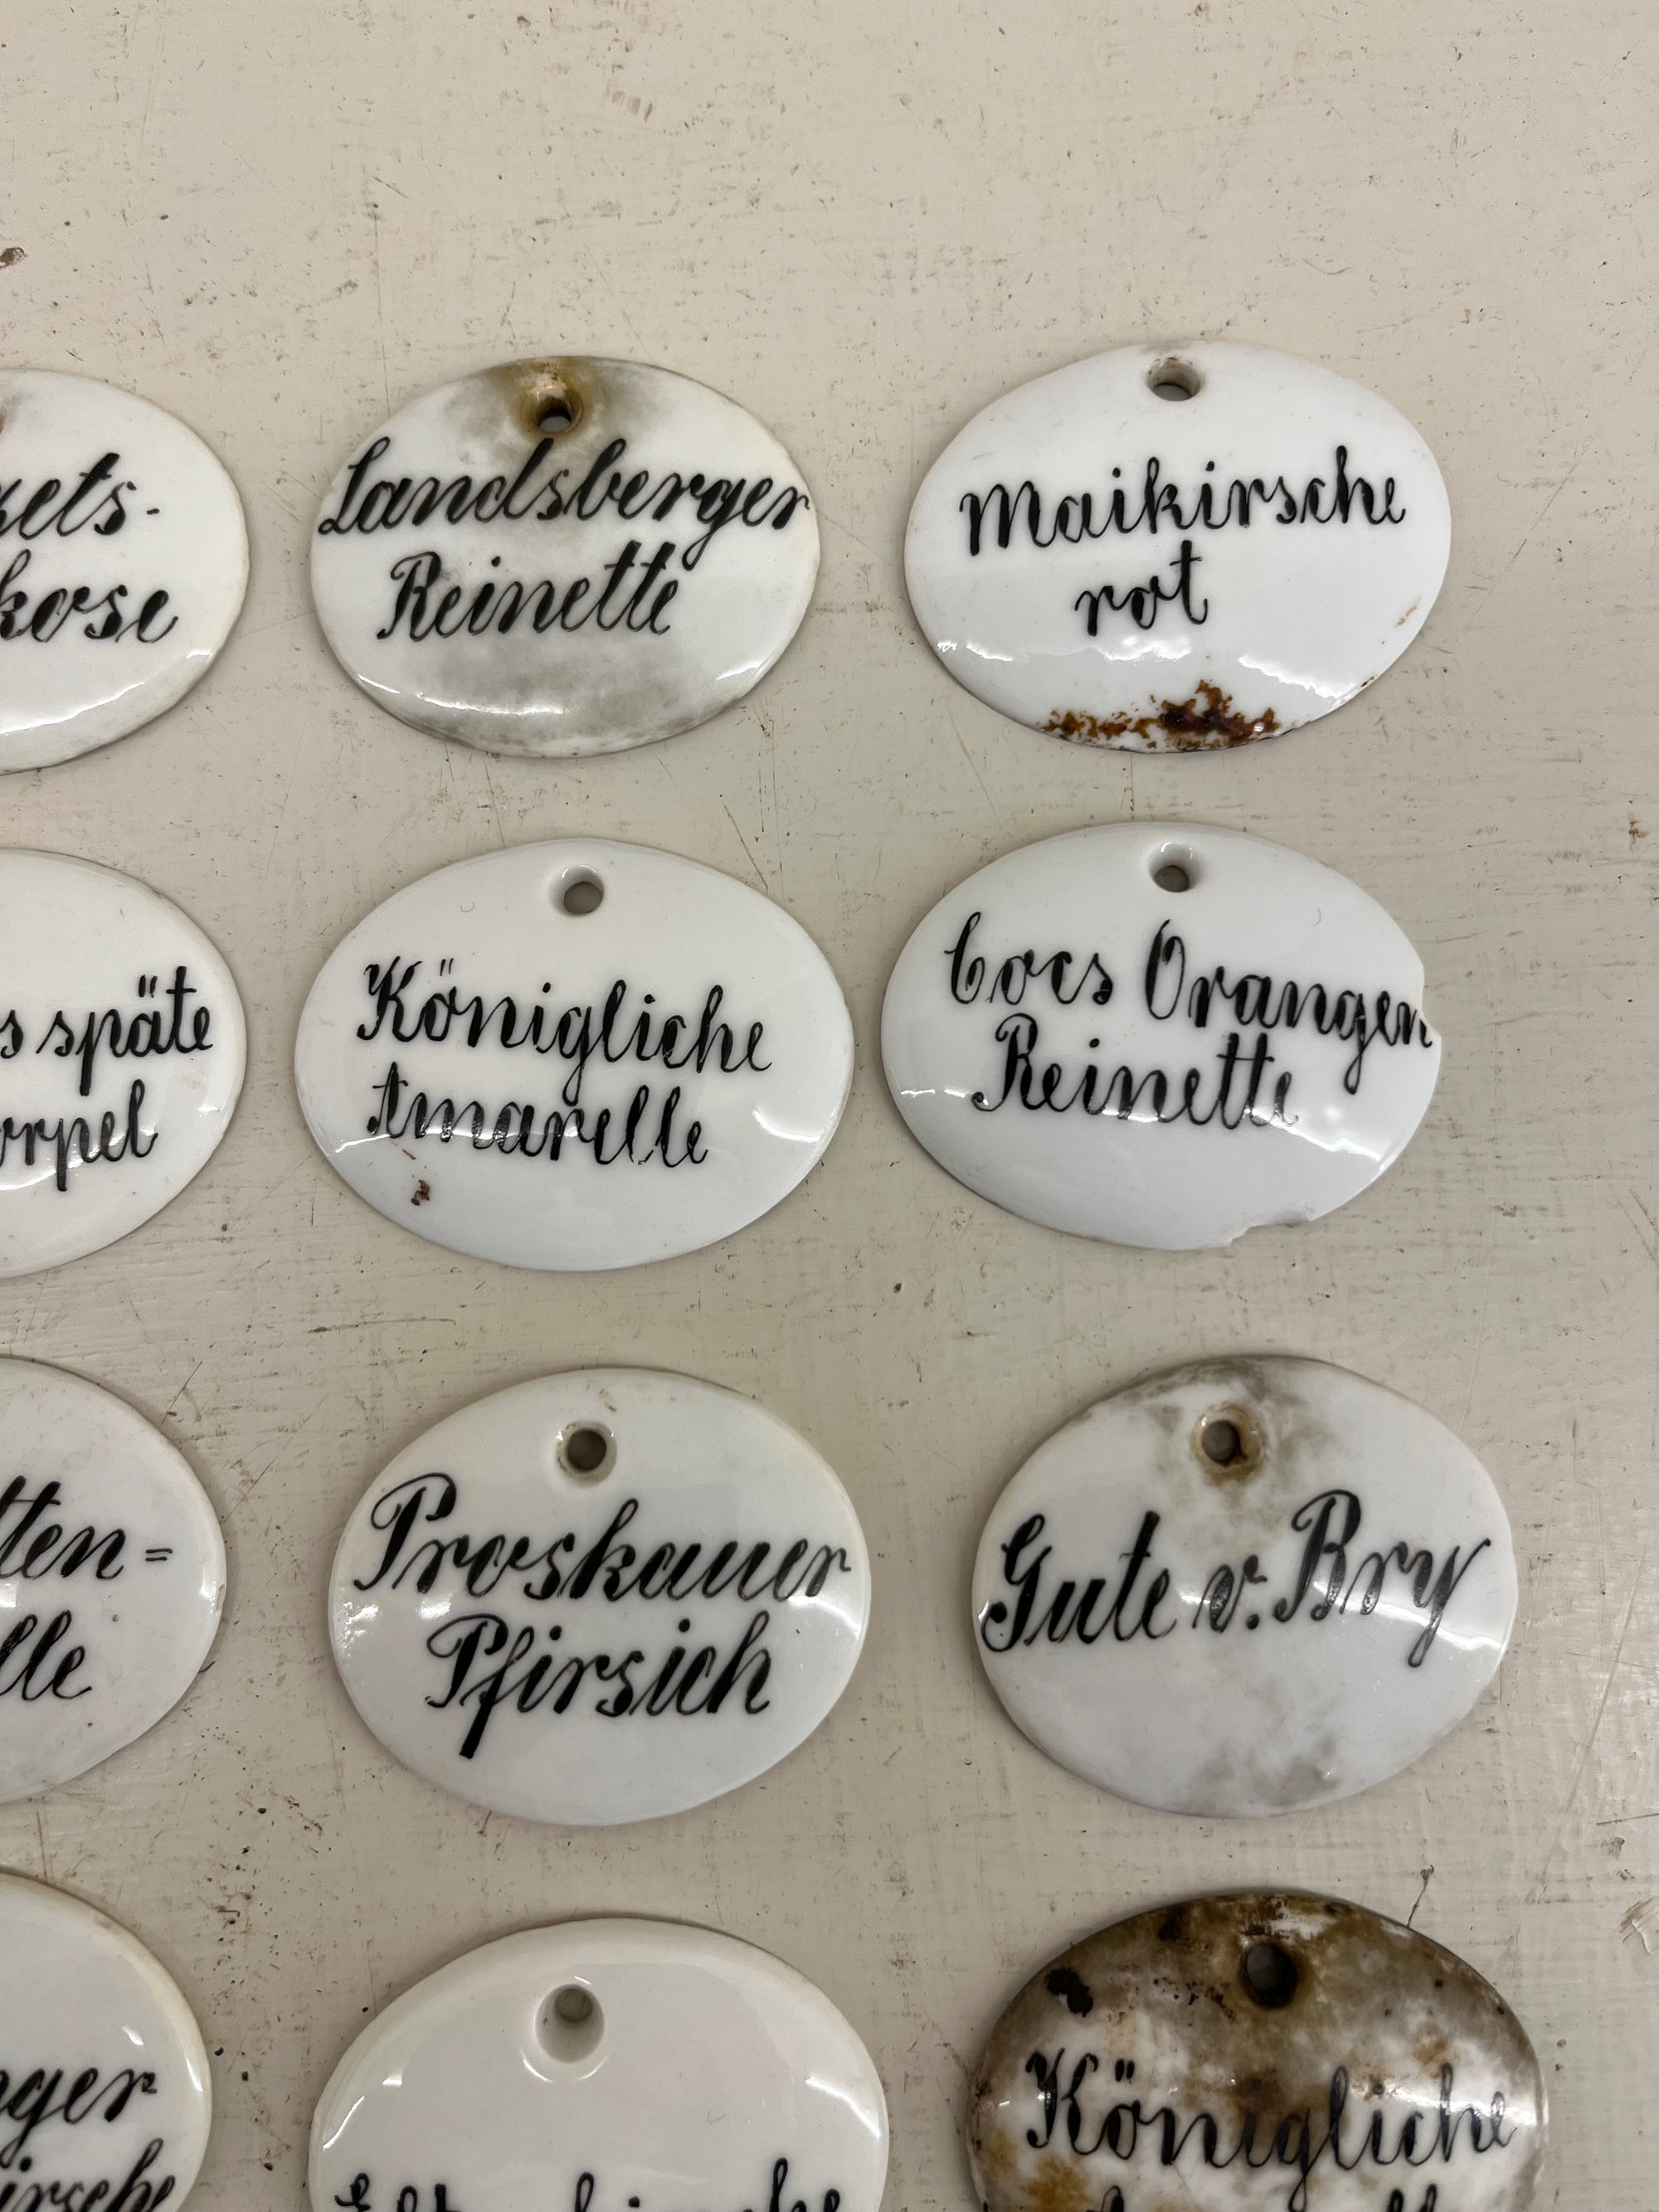 Landsberger
Reinette
Maikirsche
rot
späte
Königliche
Amarelle
Cocs Orangen
Reinette
Proskauer
Pfirsich
Gute v. Bry
Königliche